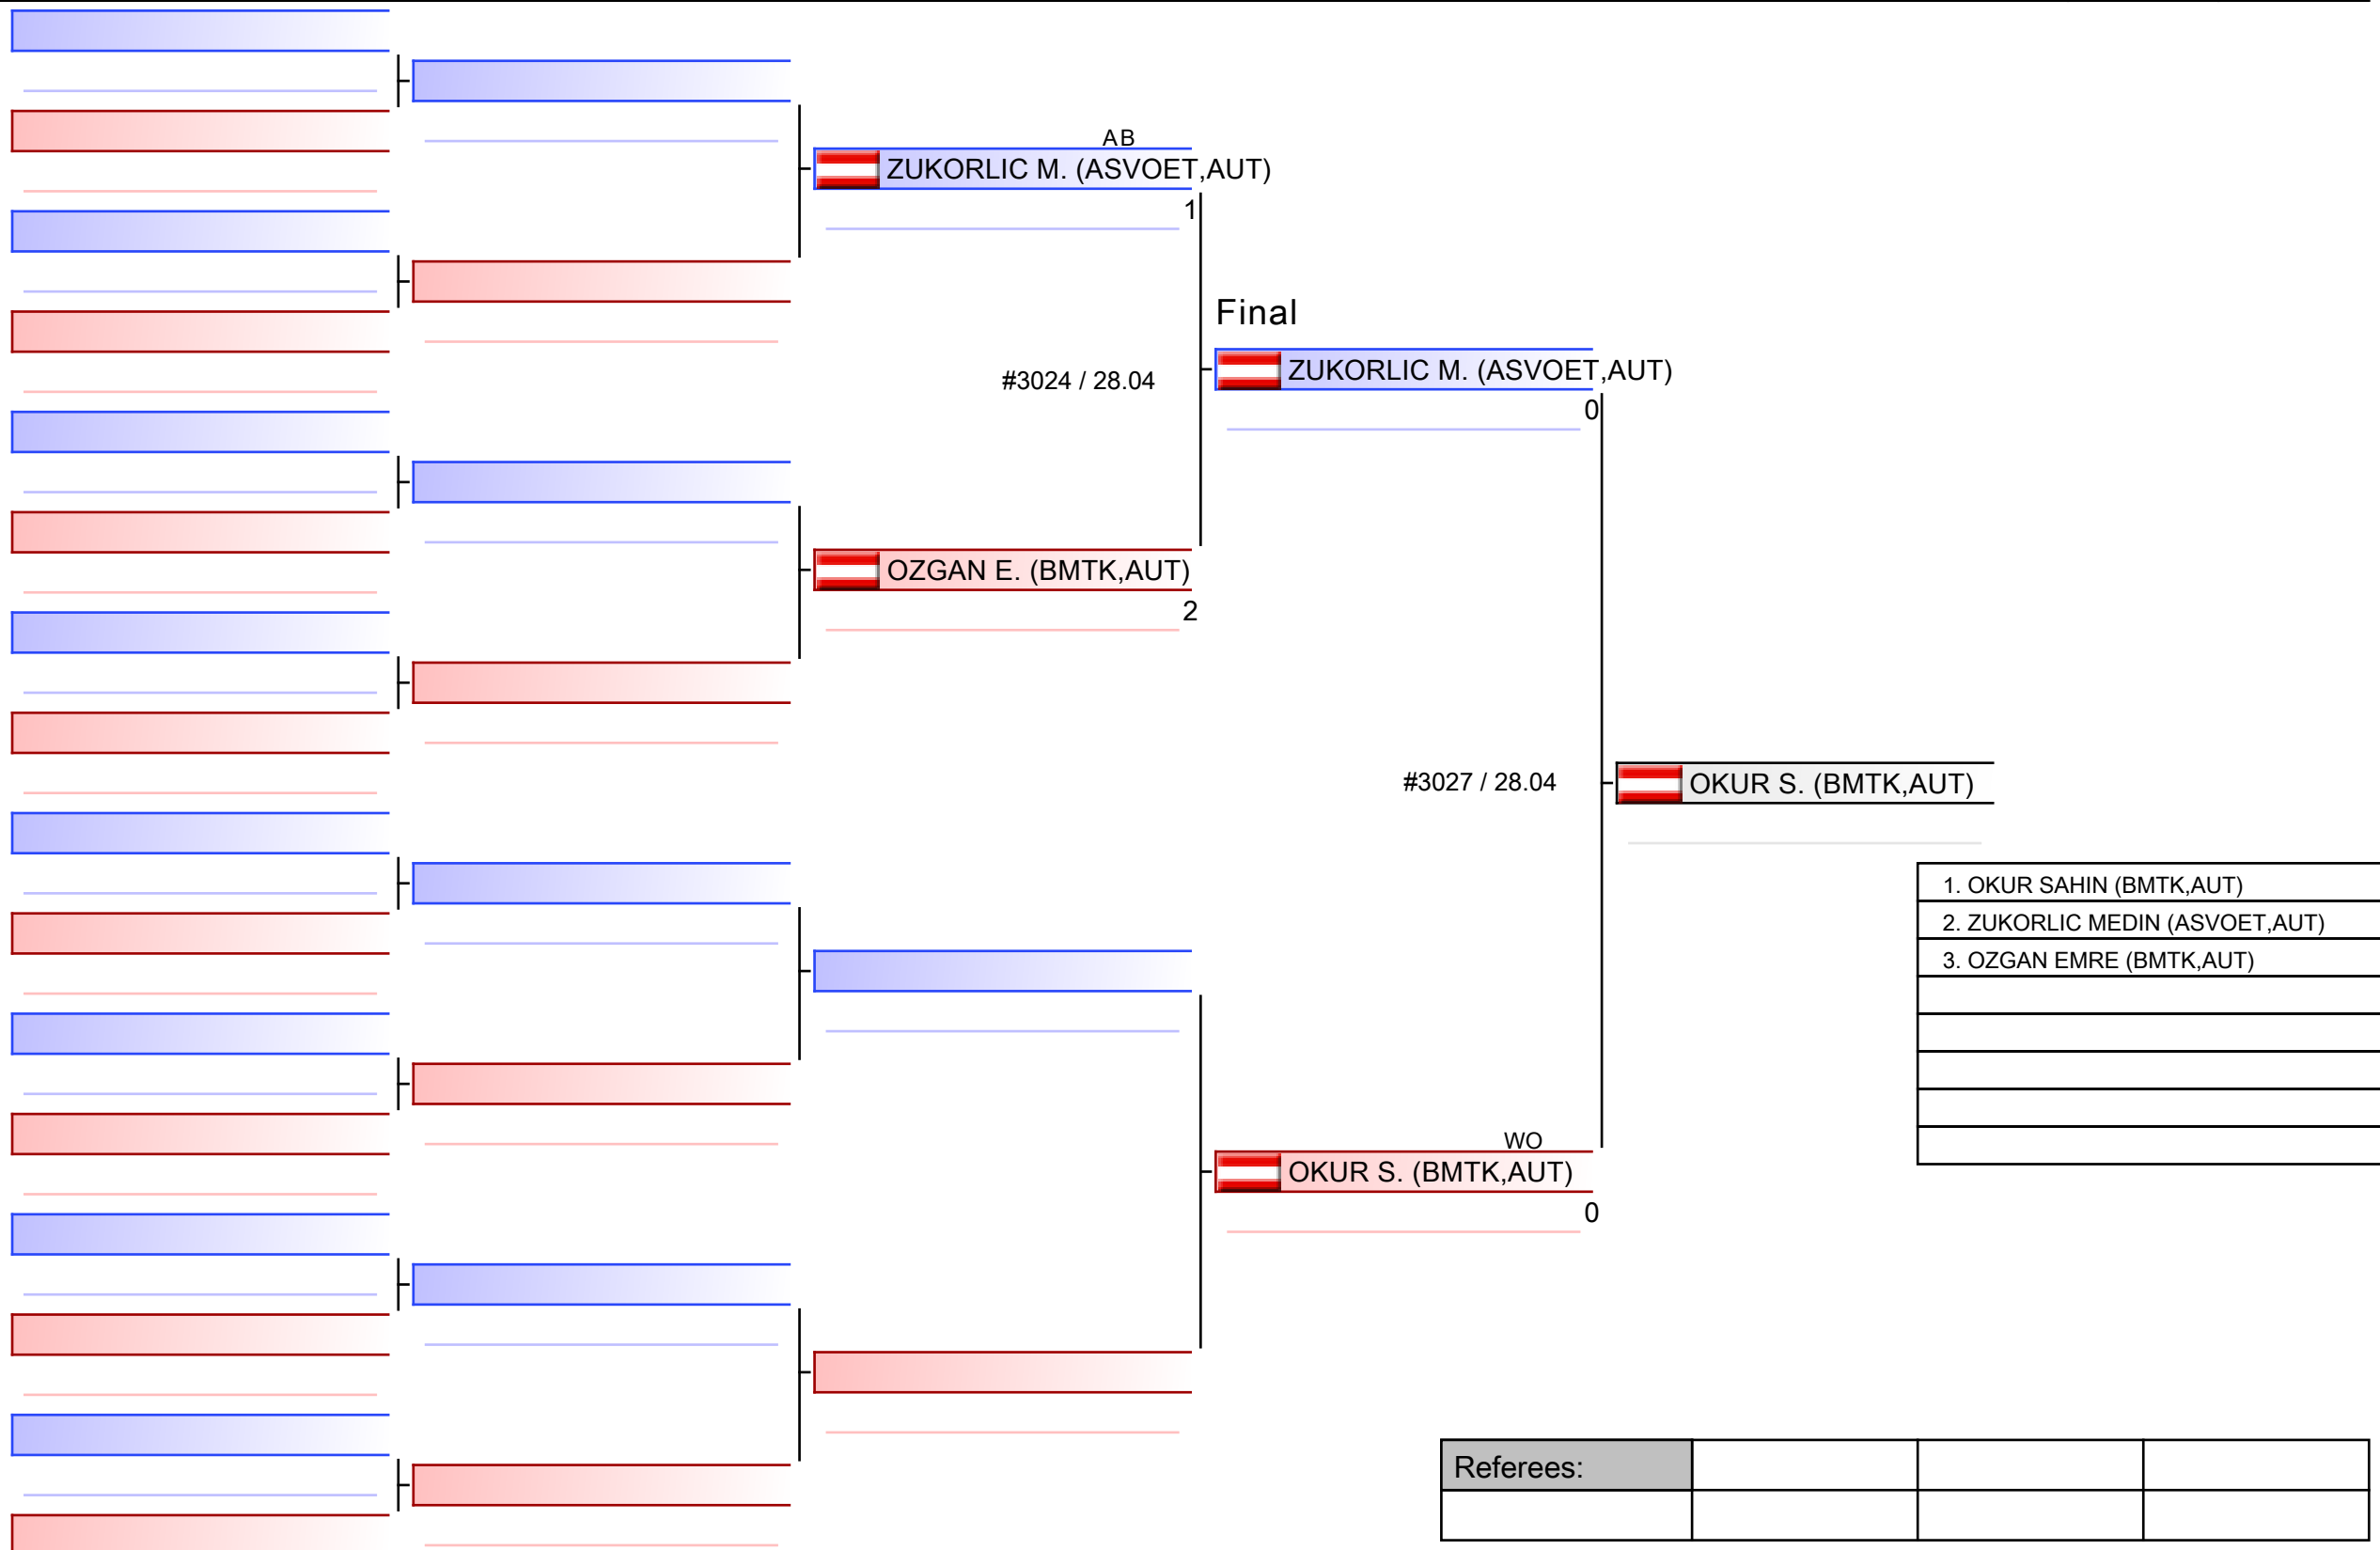 AB
ZUKORLIC M. (ASVOET,AUT)
1
Final
#3024 / 28.04
ZUKORLIC M. (ASVOET,AUT)
0
OZGAN E. (BMTK,AUT)
2
#3027 / 28.04
OKUR S. (BMTK,AUT)
1. OKUR SAHIN (BMTK,AUT)
2. ZUKORLIC MEDIN (ASVOET,AUT)
3. OZGAN EMRE (BMTK,AUT)
WO
OKUR S. (BMTK,AUT)
0
Referees: